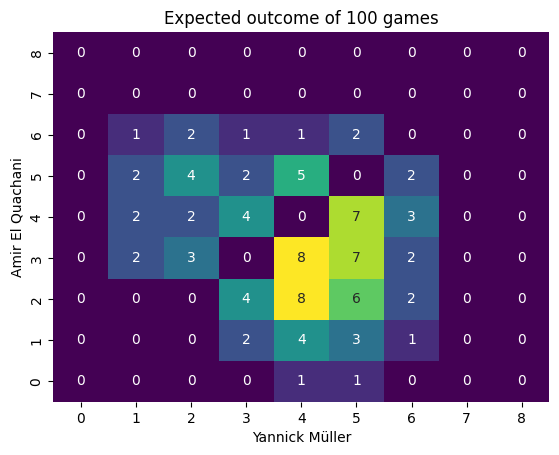 Expected outcome of 100 games
8 0 0 0 0 0 0 0 0 0
7 0 0 0 0 0 0 0 0 0
6 0 1 2 1 1 2 0 0 0
5 0 2 4 2 5 0 2 0 0
4 0 2 2 4 0 7 3 0 0
3 0 2 3 0 8 7 2 0 0
2 0 0 0 4 8 6 2 0 0
1 0 0 0 2 4 3 1 0 0
0 0 0 0 0 1 1 0 0 0
0 1 2 3 4 5 6 7 8
Amir El Quachani
Yannick Müller